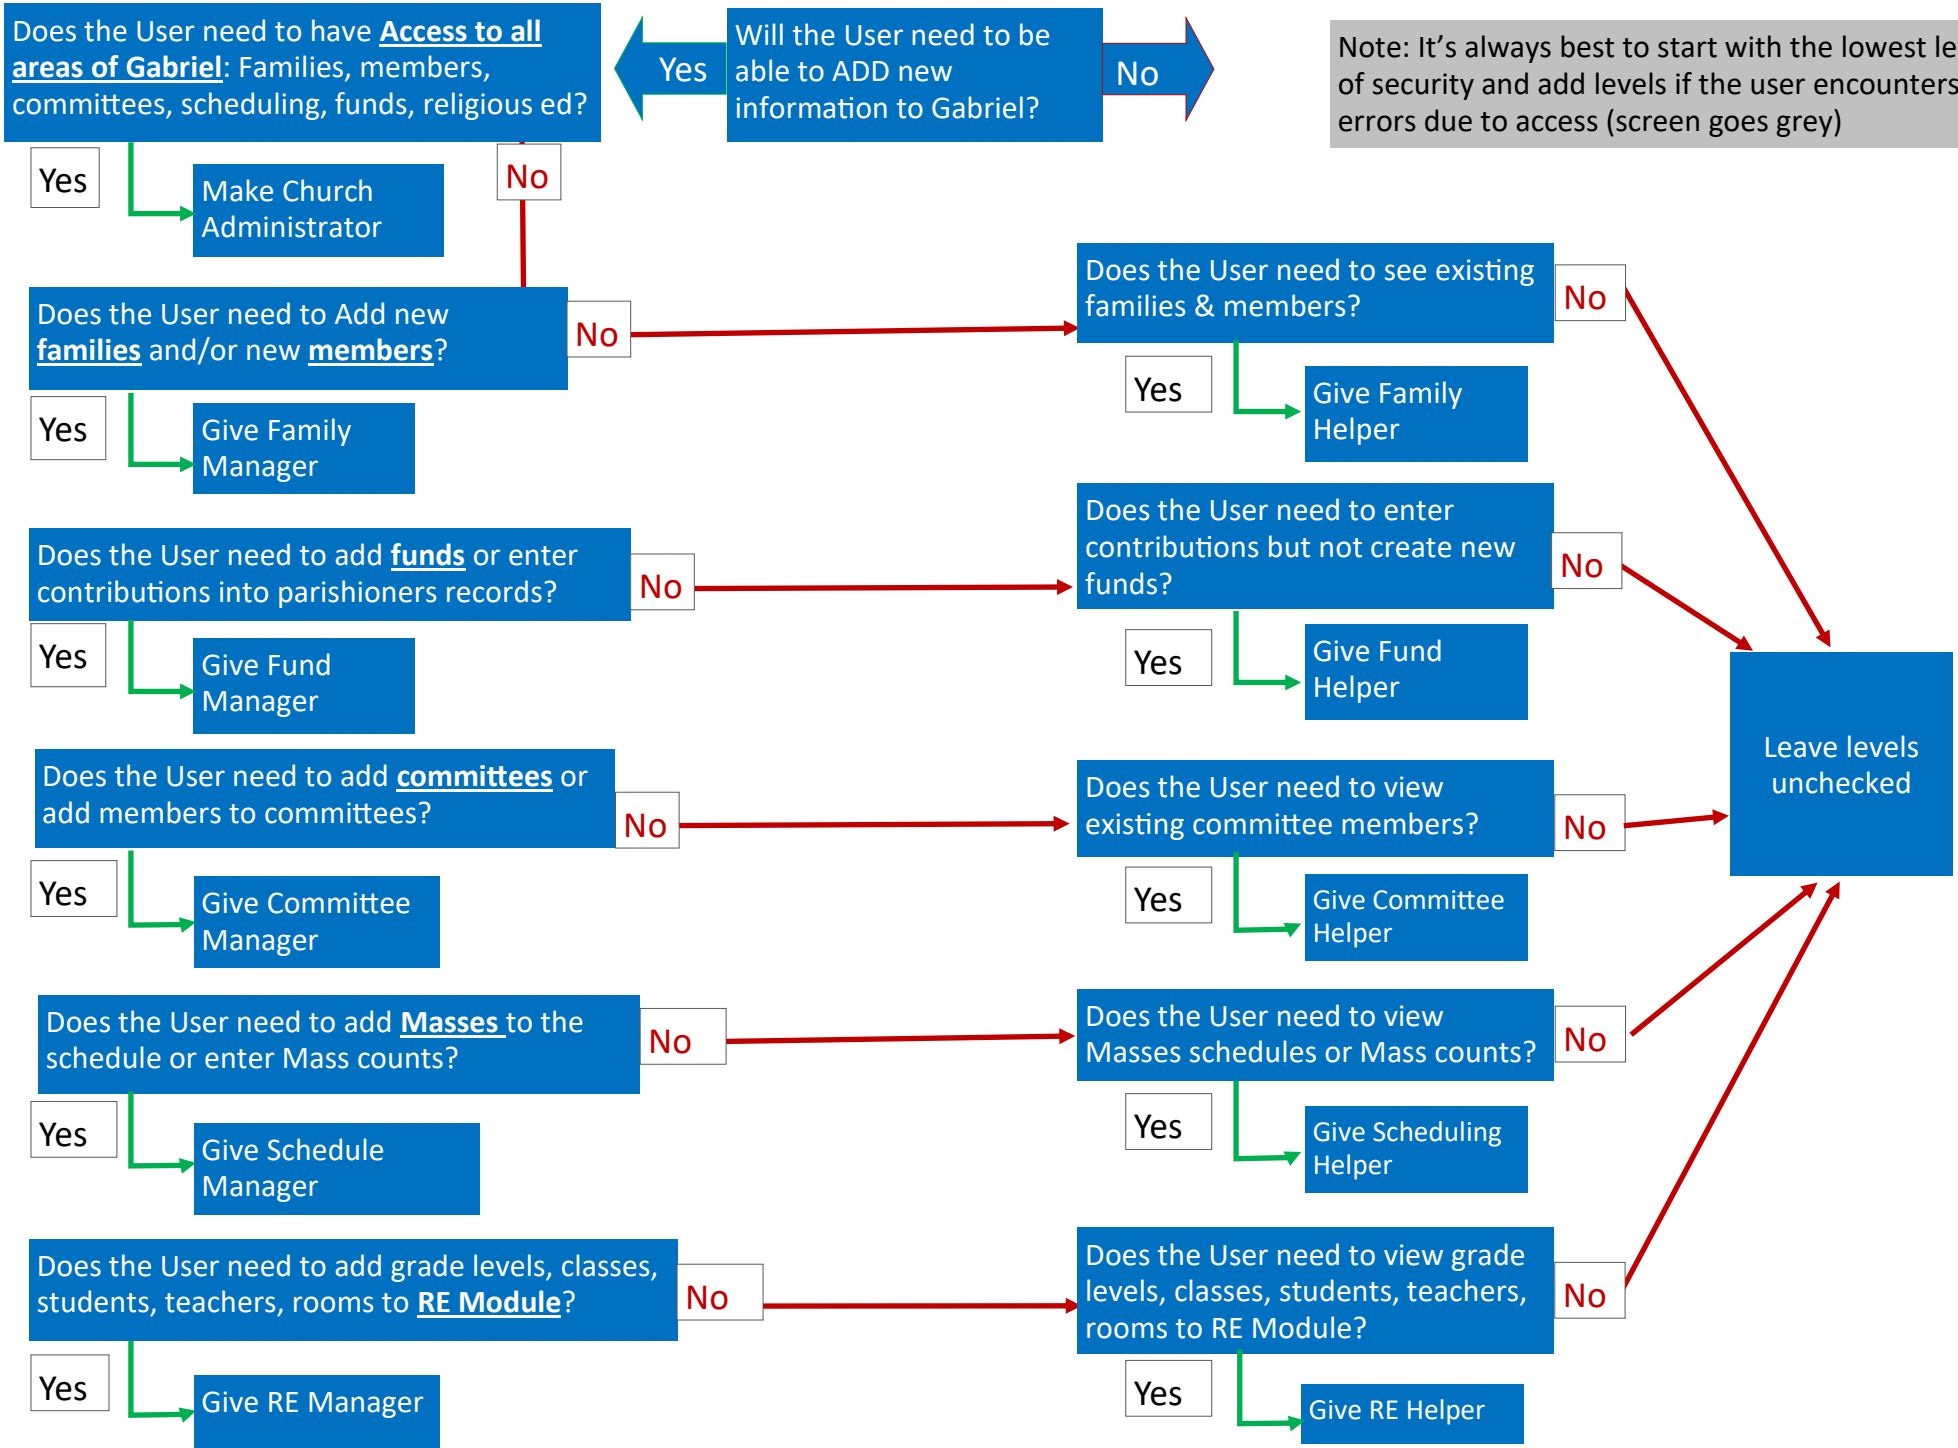 Does the User need to have Access to all
areas of Gabriel: Families, members,
committees, scheduling, funds, religious ed?
Yes
Will the User need to be
able to ADD new
information to Gabriel?
No
Note: It's always best to start with the lowest le
of security and add levels if the user encounters
errors due to access (screen goes grey)
Yes
Make Church
Administrator
No
Does the User need to Add new
families and/or new members?
No
Does the User need to see existing
families & members?
No
Yes
Give Family
Manager
Yes
Give Family
Helper
Does the User need to add funds or enter
contributions into parishioners records?
No
Does the User need to enter
contributions but not create new
funds?
No
Yes
Give Fund
Manager
Yes
Give Fund
Helper
Leave levels
unchecked
Does the User need to add committees or
add members to committees?
No
Does the User need to view
existing committee members?
No
Yes
Give Committee
Manager
Yes
Give Committee
Helper
Does the User need to add Masses to the
schedule or enter Mass counts?
No
Does the User need to view
Masses schedules or Mass counts?
No
Yes
Give Schedule
Manager
Yes
Give Scheduling
Helper
Does the User need to add grade levels, classes,
students, teachers, rooms to RE Module?
No
Does the User need to view grade
levels, classes, students, teachers,
rooms to RE Module?
No
Yes
Give RE Manager
Yes
Give RE Helper